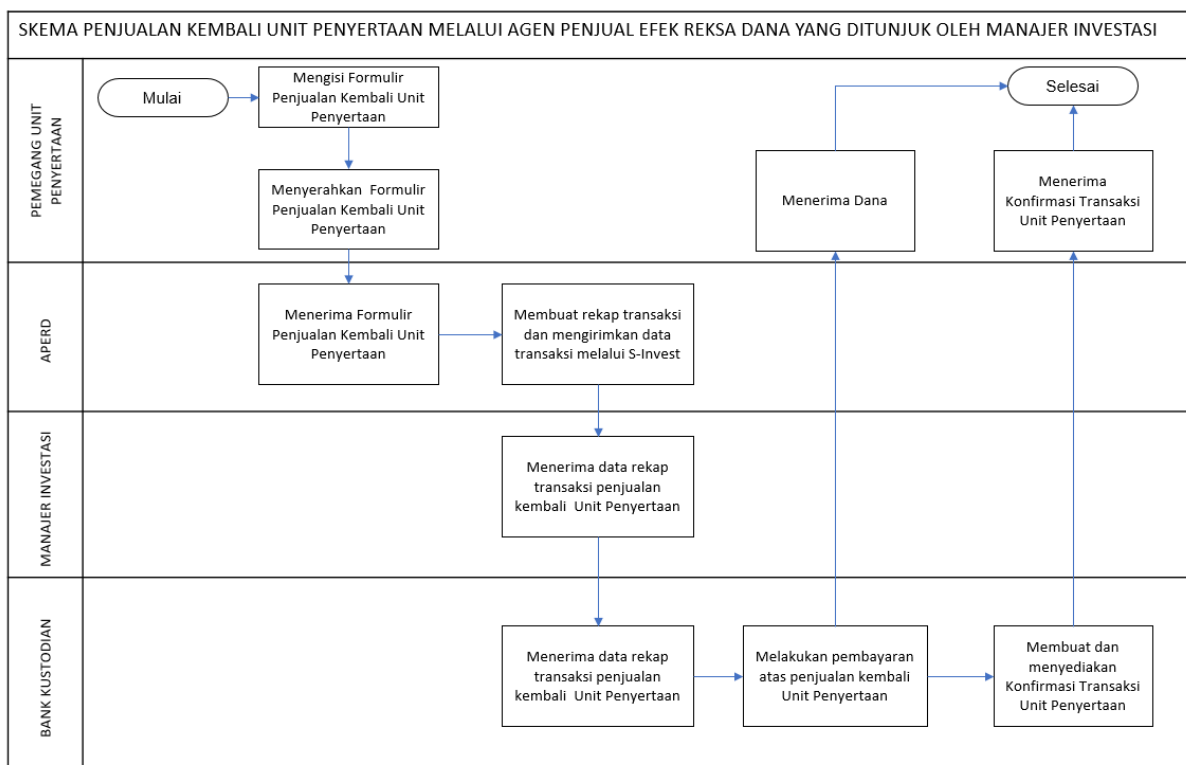 SKEMA PENJUALAN KEMBALI UNIT PENYERTAAN MELALUI AGEN PENJUAL EFEK REKSA DANA YANG DITUNJUK OLEH MANAJER INVESTASI
PEMEGANG UNIT
PENYERTAAN
Mulai
Mengisi Formulir
Penjualan Kembali Unit
Penyertaan
Selesai
Menyerahkan Formulir
Penjualan Kembali Unit
Penyertaan
Menerima Dana
Menerima
Konfirmasi Transaksi
Unit Penyertaan
APERD
Menerima Formulir
Penjualan Kembali Unit
Penyertaan
Membuat rekap transaksi
dan mengirimkan data
transaksi melalui S-Invest
MANAJER INVESTASI
Menerima data rekap
transaksi penjualan
kembali Unit Penyertaan
BANK KUSTODIAN
Menerima data rekap
transaksi penjualan
kembali Unit Penyertaan
Melakukan pembayaran
atas penjualan kembali
Unit Penyertaan
Membuat dan
menyediakan
Konfirmasi Transaksi
Unit Penyertaan